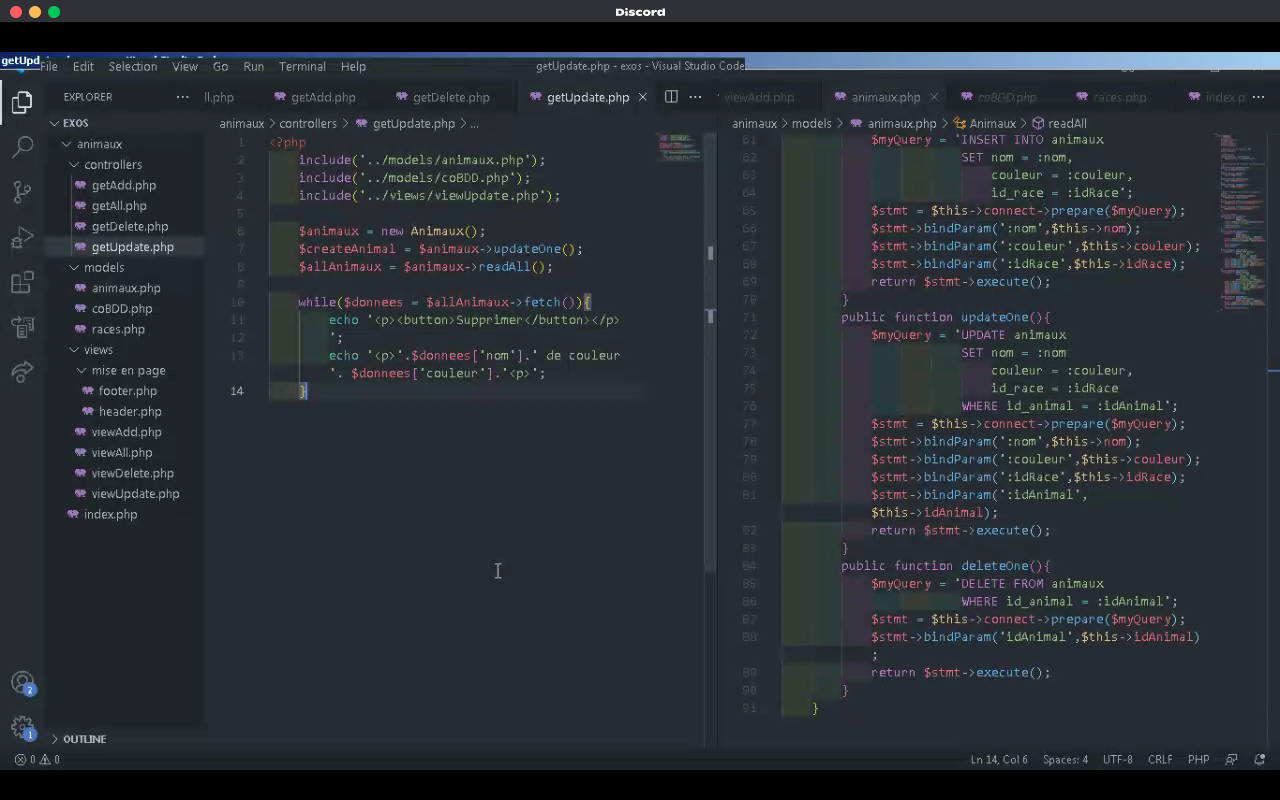 Discord
getUpd
File Edit Selection View Go Run Terminal Help
getUpdate.php - exos - Visual Studio Code
EXPLORER
ll.php getAdd.php getDelete.php getUpdate.php
viewAdd.php animaux.php coBDD.php races.php index.p
EXOS
animaux
controllers
getAdd.php
getAll.php
getDelete.php
getUpdate.php
models
animaux.php
coBDD.php
races.php
views
mise en page
footer.php
header.php
viewAdd.php
viewAll.php
viewDelete.php
viewUpdate.php
index.php
OUTLINE
animaux > controllers > getUpdate.php > ...
1 <?php
2 include('../models/animaux.php');
3 include('../models/coBDD.php');
4 include('../views/viewUpdate.php');
5
6 $animaux = new Animaux();
7 $createAnimal = $animaux->updateOne();
8 $allAnimaux = $animaux->readAll();
9
10 while($donnees = $allAnimaux->fetch()){
11 echo '<p><button>Supprimer</button></p>
12 ';
13 echo '<p>'.$donnees['nom'].' de couleur
'. $donnees['couleur'].'<p>';
14 }
animaux > models > animaux.php > Animaux > readAll
61 $myQuery = 'INSERT INTO animaux
62 SET nom = :nom,
63 couleur = :couleur,
64 id_race = :idRace';
65 $stmt = $this->connect->prepare($myQuery);
66 $stmt->bindParam(':nom',$this->nom);
67 $stmt->bindParam(':couleur',$this->couleur);
68 $stmt->bindParam(':idRace',$this->idRace);
69 return $stmt->execute();
70 }
71 public function updateOne(){
72 $myQuery = 'UPDATE animaux
73 SET nom = :nom
74 couleur = :couleur,
75 id_race = :idRace
76 WHERE id_animal = :idAnimal';
77 $stmt = $this->connect->prepare($myQuery);
78 $stmt->bindParam(':nom',$this->nom);
79 $stmt->bindParam(':couleur',$this->couleur);
80 $stmt->bindParam(':idRace',$this->idRace);
81 $stmt->bindParam(':idAnimal',
$this->idAnimal);
82 return $stmt->execute();
83 }
84 public function deleteOne(){
85 $myQuery = 'DELETE FROM animaux
86 WHERE id_animal = :idAnimal';
87 $stmt = $this->connect->prepare($myQuery);
88 $stmt->bindParam('idAnimal',$this->idAnimal)
;
89 return $stmt->execute();
90 }
91 }
2
1
0 0
Ln 14, Col 6 Spaces: 4 UTF-8 CRLF PHP